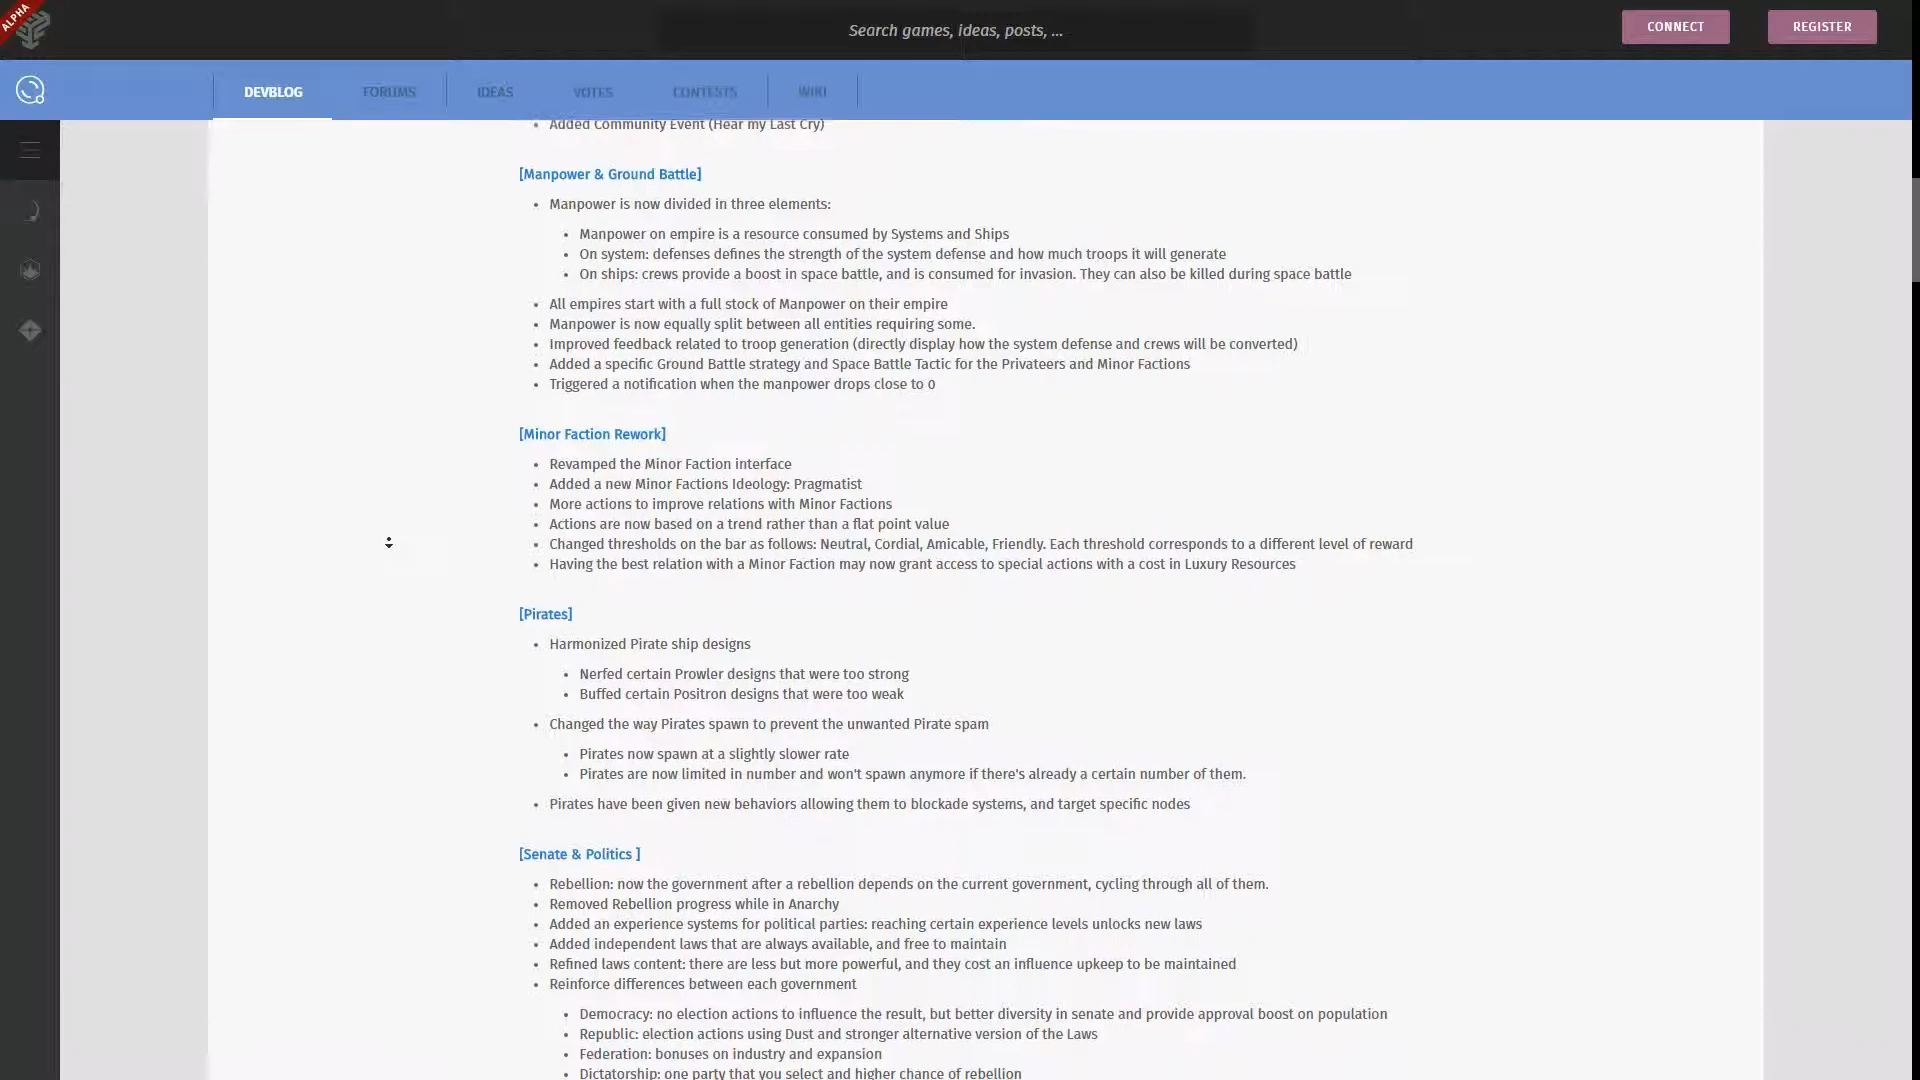 ALPHA
Search games, ideas, posts, ...
CONNECT
REGISTER
DEVBLOG
FORUMS
IDEAS
VOTES
CONTESTS
WIKI
• Added Community Event (Hear my Last Cry)
[Manpower & Ground Battle]
• Manpower is now divided in three elements:
• Manpower on empire is a resource consumed by Systems and Ships
• On system: defenses defines the strength of the system defense and how much troops it will generate
• On ships: crews provide a boost in space battle, and is consumed for invasion. They can also be killed during space battle
• All empires start with a full stock of Manpower on their empire
• Manpower is now equally split between all entities requiring some.
• Improved feedback related to troop generation (directly display how the system defense and crews will be converted)
• Added a specific Ground Battle strategy and Space Battle Tactic for the Privateers and Minor Factions
• Triggered a notification when the manpower drops close to 0
[Minor Faction Rework]
• Revamped the Minor Faction interface
• Added a new Minor Factions Ideology: Pragmatist
• More actions to improve relations with Minor Factions
• Actions are now based on a trend rather than a flat point value
• Changed thresholds on the bar as follows: Neutral, Cordial, Amicable, Friendly. Each threshold corresponds to a different level of reward
• Having the best relation with a Minor Faction may now grant access to special actions with a cost in Luxury Resources
[Pirates]
• Harmonized Pirate ship designs
• Nerfed certain Prowler designs that were too strong
• Buffed certain Positron designs that were too weak
• Changed the way Pirates spawn to prevent the unwanted Pirate spam
• Pirates now spawn at a slightly slower rate
• Pirates are now limited in number and won't spawn anymore if there's already a certain number of them.
• Pirates have been given new behaviors allowing them to blockade systems, and target specific nodes
[Senate & Politics ]
• Rebellion: now the government after a rebellion depends on the current government, cycling through all of them.
• Removed Rebellion progress while in Anarchy
• Added an experience systems for political parties: reaching certain experience levels unlocks new laws
• Added independent laws that are always available, and free to maintain
• Refined laws content: there are less but more powerful, and they cost an influence upkeep to be maintained
• Reinforce differences between each government
• Democracy: no election actions to influence the result, but better diversity in senate and provide approval boost on population
• Republic: election actions using Dust and stronger alternative version of the Laws
• Federation: bonuses on industry and expansion
• Dictatorship: one party that you select and higher chance of rebellion